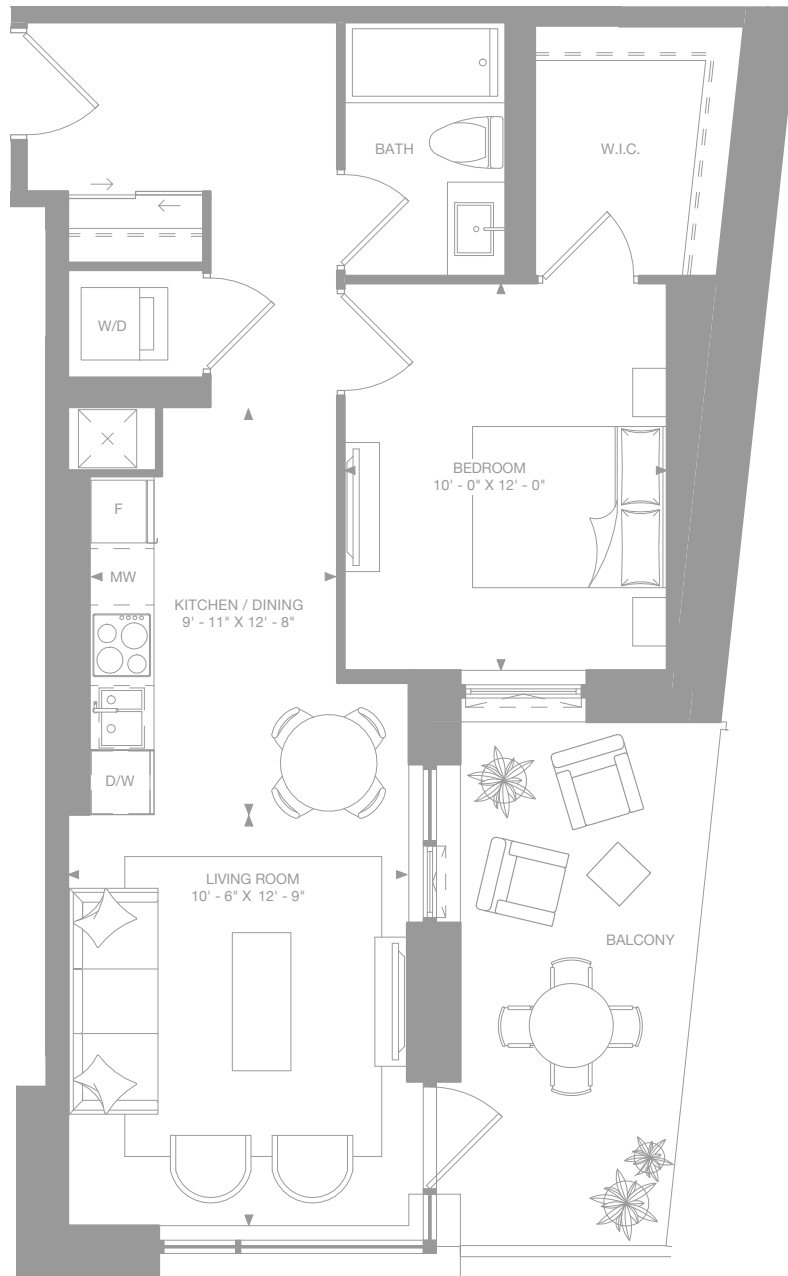 BATH
W.I.C.
W/D
BEDROOM
10' - 0" X 12' - 0"
F
MW
KITCHEN / DINING
9' - 11" X 12' - 8"
D/W
LIVING ROOM
10' - 6" X 12' - 9"
BALCONY